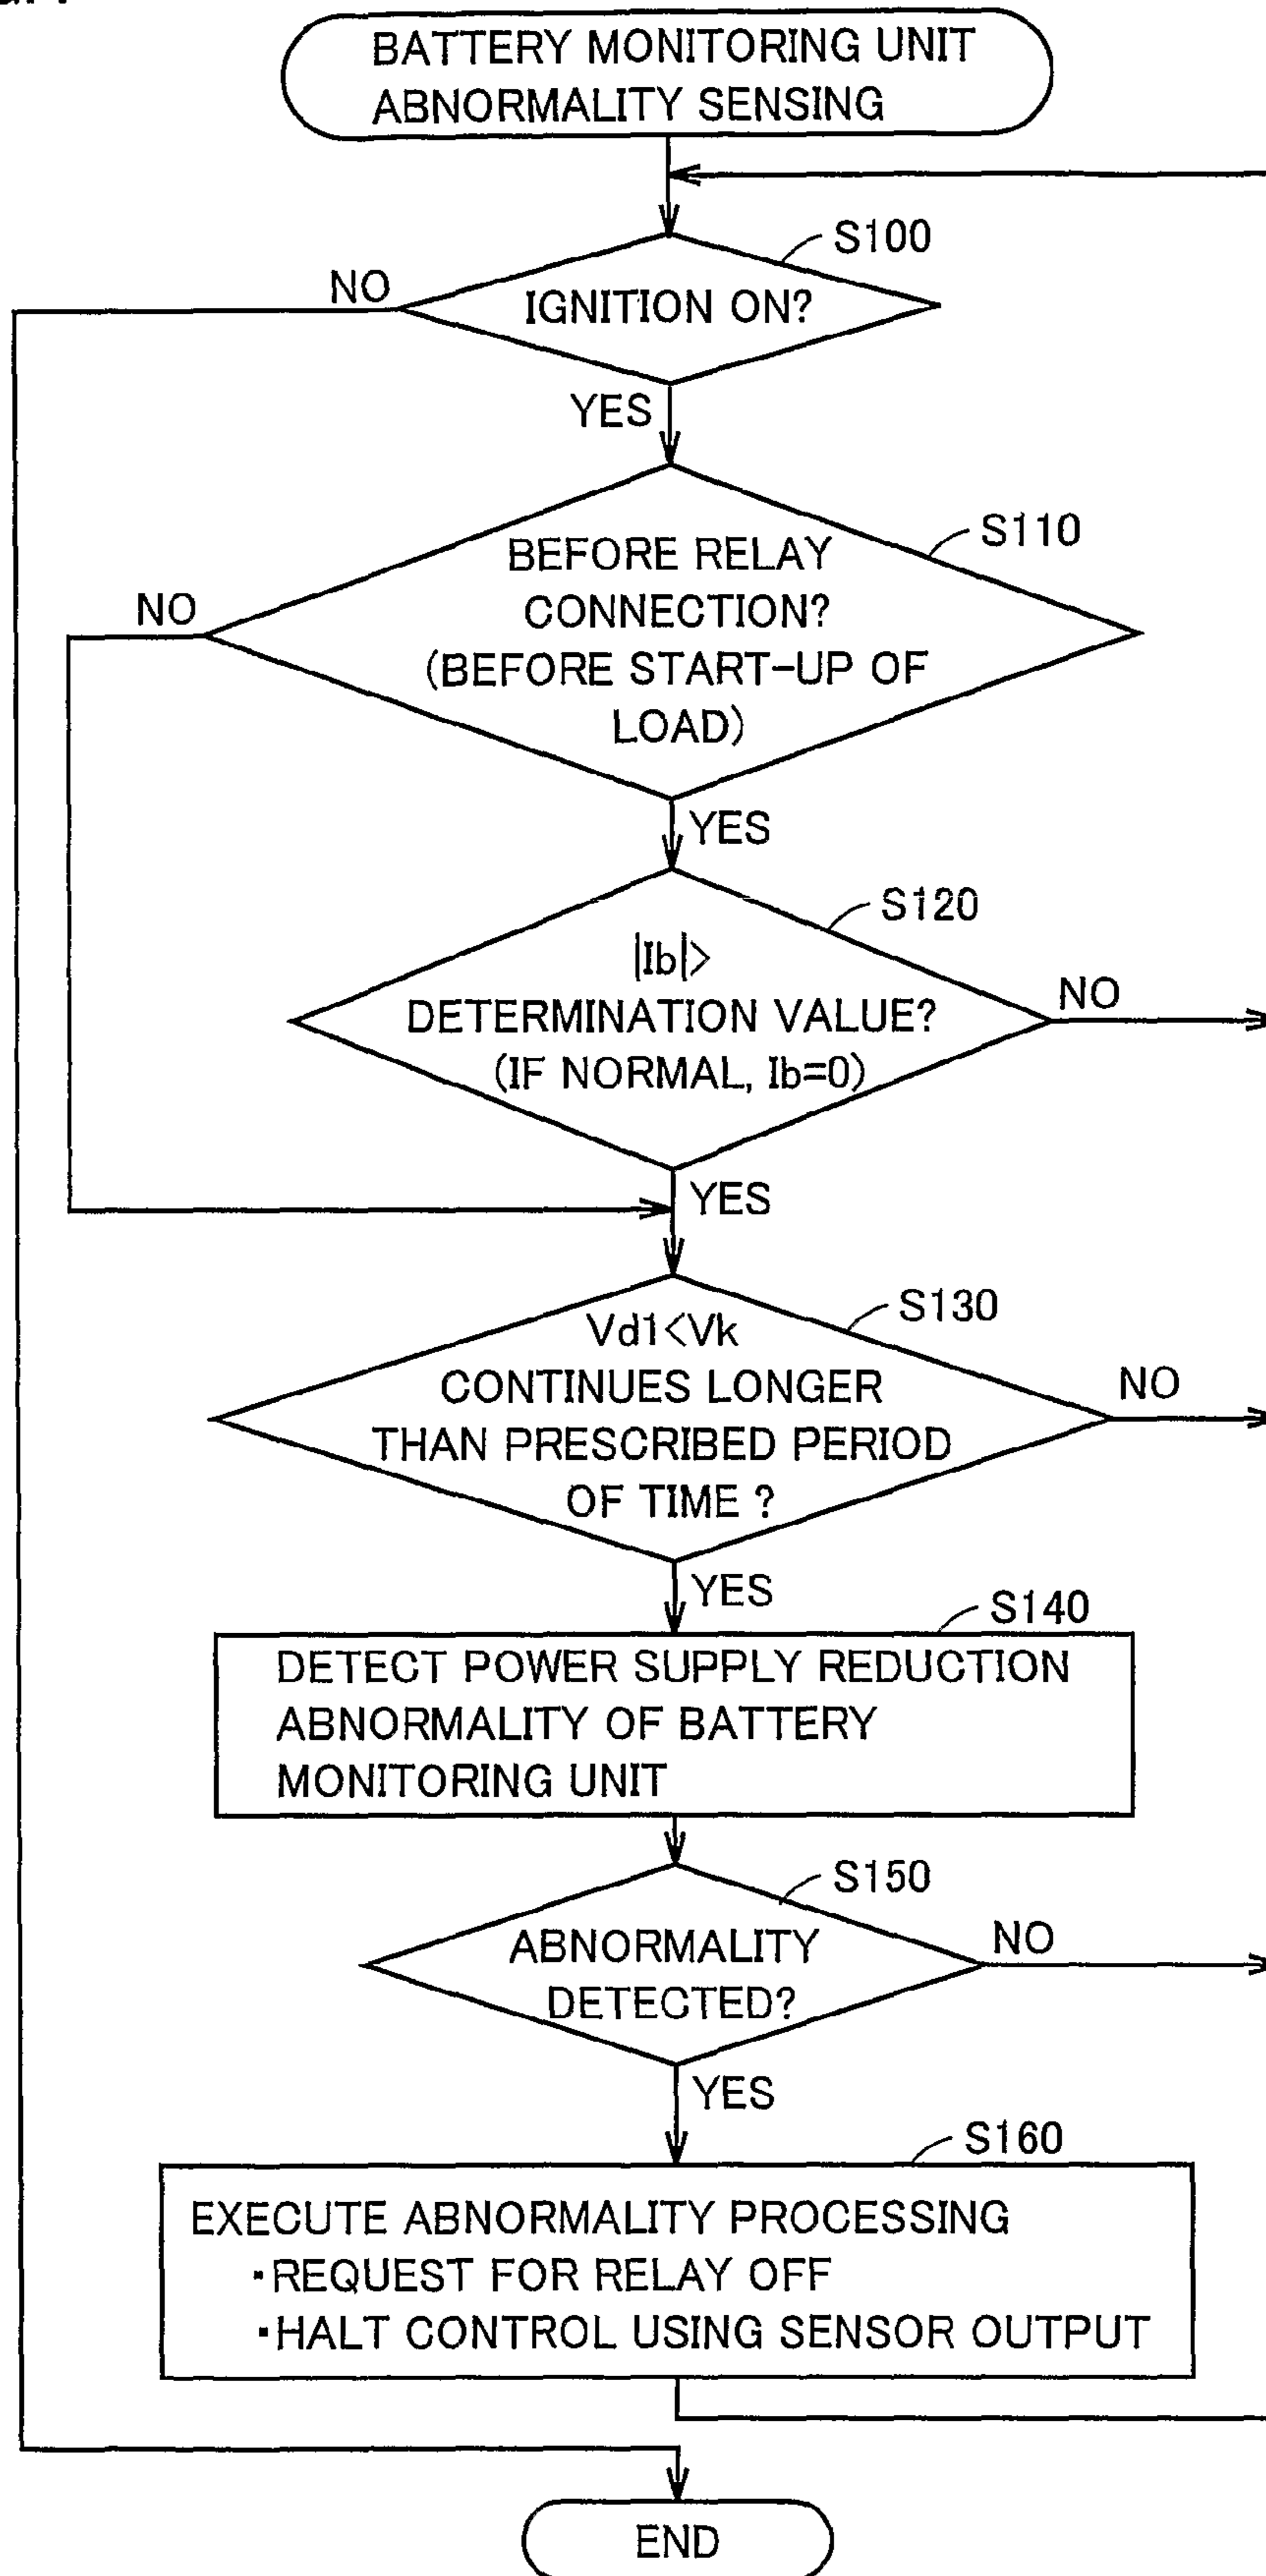 BATTERY MONITORING UNIT
ABNORMALITY SENSING
S100
NO
IGNITION ON?
YES
S110
BEFORE RELAY
CONNECTION?
(BEFORE START-UP OF
LOAD)
NO
YES
S120
|Ib|>
DETERMINATION VALUE?
(IF NORMAL, Ib=0)
NO
YES
S130
Vd1<Vk
CONTINUES LONGER
THAN PRESCRIBED PERIOD
OF TIME ?
NO
YES
S140
DETECT POWER SUPPLY REDUCTION
ABNORMALITY OF BATTERY
MONITORING UNIT
S150
ABNORMALITY
DETECTED?
NO
YES
S160
EXECUTE ABNORMALITY PROCESSING
・REQUEST FOR RELAY OFF
・HALT CONTROL USING SENSOR OUTPUT
END